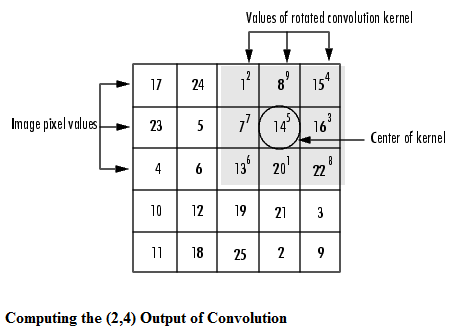 Values of rotated convolution kernel
17 24 1² 8⁹ 15⁴
Image pixel values
23 5 7⁷ 14⁵ 16³
Center of kernel
4 6 13⁶ 20¹ 22⁸
10 12 19 21 3
11 18 25 2 9
Computing the (2,4) Output of Convolution